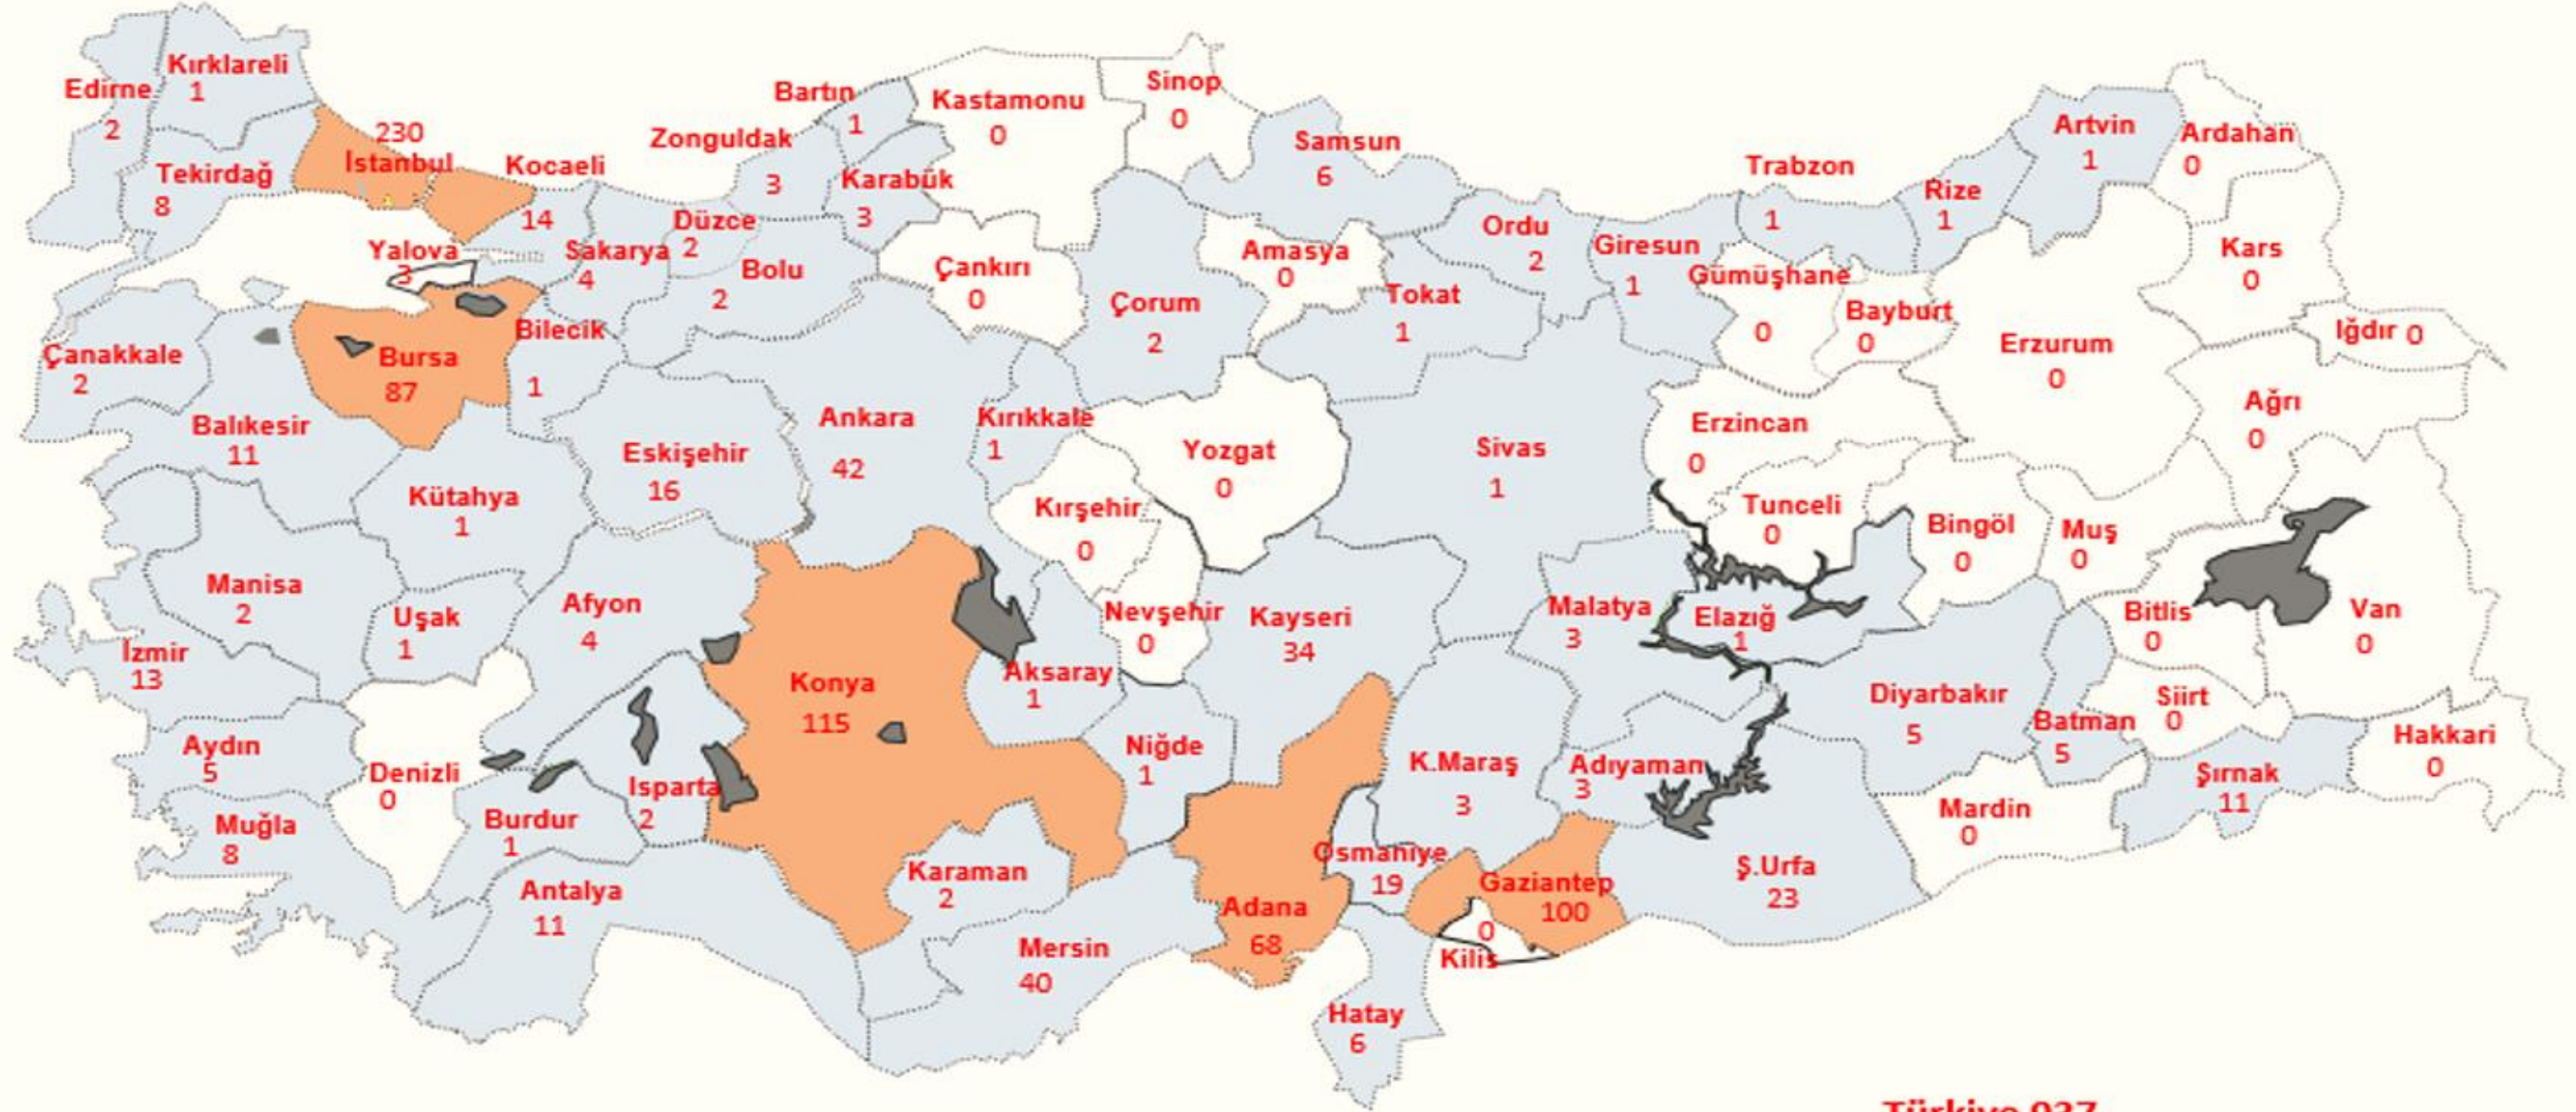 Kırklareli
1
Edirne
2
Tekirdağ
8
230
İstanbul
Kocaeli
14
Yalova
3
Sakarya
4
Düzce
2
Zonguldak
3
Bartın
1
Karabük
3
Bolu
2
Kastamonu
0
Sinop
0
Çankırı
0
Samsun
6
Amasya
0
Çorum
2
Tokat
1
Ordu
2
Giresun
1
Trabzon
1
Rize
1
Artvin
1
Ardahan
0
Kars
0
Gümüşhane
0
Bayburt
0
Erzurum
0
Iğdır 0
Ağrı
0
Çanakkale
2
Balıkesir
11
Bursa
87
Bilecik
1
Kütahya
1
Eskişehir
16
Ankara
42
Kırıkkale
1
Kırşehir
0
Yozgat
0
Sivas
1
Erzincan
0
Tunceli
0
Bingöl
0
Muş
0
Bitlis
0
Van
0
Manisa
2
Uşak
1
Afyon
4
İzmir
13
Konya
115
Aksaray
1
Nevşehir
0
Kayseri
34
Malatya
3
Elazığ
1
Diyarbakır
5
Batman
5
Siirt
0
Şırnak
11
Hakkari
0
Mardin
0
Aydın
5
Denizli
0
Muğla
8
Burdur
1
Isparta
2
Antalya
11
Karaman
2
Niğde
1
Mersin
40
Adana
68
Osmaniye
19
K.Maraş
3
Adıyaman
3
Gaziantep
100
0
Kilis
Ş.Urfa
23
Hatay
6
Türkiye 937